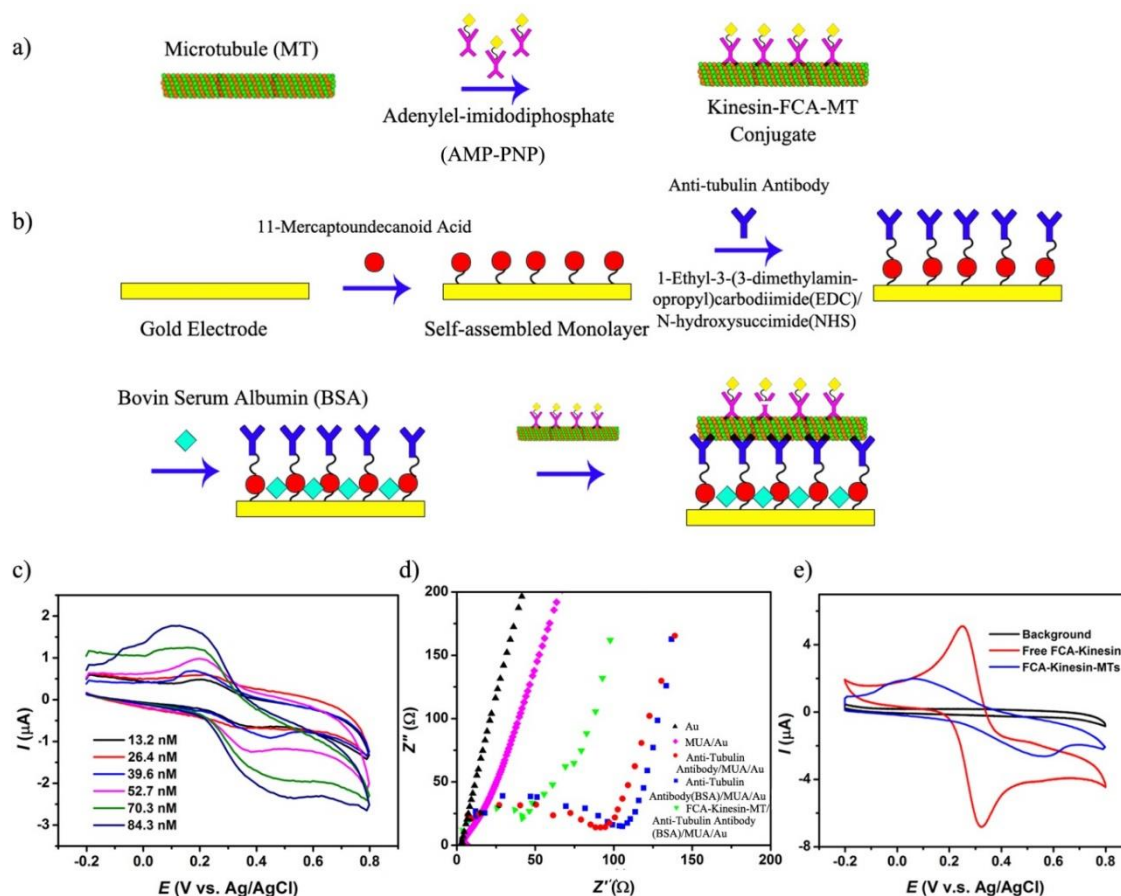 a)
Microtubule (MT)
Adenylel-imidodiphosphate
(AMP-PNP)
Kinesin-FCA-MT
Conjugate
b)
11-Mercaptoundecanoid Acid
Anti-tubulin Antibody
Gold Electrode
Self-assembled Monolayer
1-Ethyl-3-(3-dimethylamin-
opropyl)carbodiimide(EDC)/
N-hydroxysuccimide(NHS)
Bovin Serum Albumin (BSA)
c)
I (μA)
2
1
0
-1
-2
-3
13.2 nM
26.4 nM
39.6 nM
52.7 nM
70.3 nM
84.3 nM
-0.2 0.0 0.2 0.4 0.6 0.8
E (V vs. Ag/AgCl)
d)
Z'' (Ω)
200
150
100
50
0
Au
MUA/Au
Anti-Tubulin
Antibody/MUA/Au
Anti-Tubulin
Antibody(BSA)/MUA/Au
FCA-Kinesin-MT/
Anti-Tubulin Antibody
(BSA)/MUA/Au
0 50 100 150 200
Z'(Ω)
e)
I (μA)
4
0
-4
-8
Background
Free FCA-Kinesin
FCA-Kinesin-MTs
-0.2 0.0 0.2 0.4 0.6 0.8
E (V vs. Ag/AgCl)